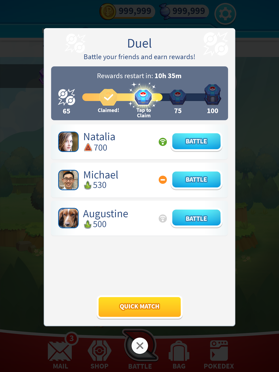 999,999
999,999
Duel
Battle your friends and earn rewards!
Rewards restart in: 10h 35m
65
Claimed!
Tap to
Claim
75
100
Natalia
700
BATTLE
Michael
530
BATTLE
Augustine
500
BATTLE
QUICK MATCH
3
MAIL
SHOP
BATTLE
BAG
POKEDEX